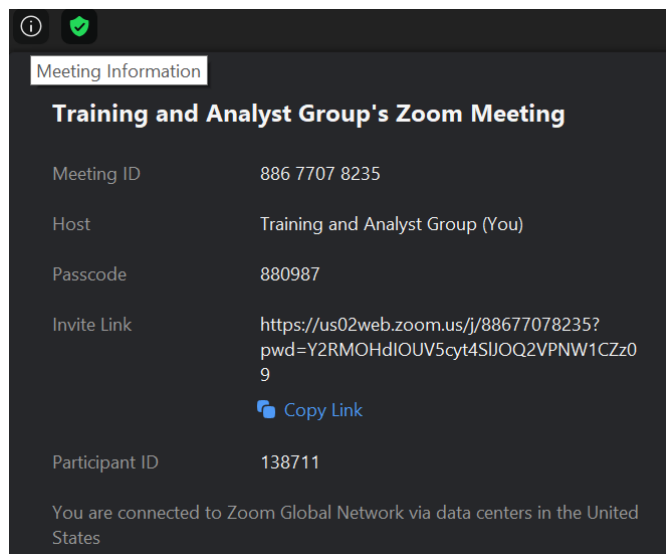 Meeting Information
Training and Analyst Group's Zoom Meeting
Meeting ID 886 7707 8235
Host Training and Analyst Group (You)
Passcode 880987
Invite Link https://us02web.zoom.us/j/88677078235?
pwd=Y2RMOHdIOUV5cyt4SlJOQ2VPNW1CZz0
9
Copy Link
Participant ID 138711
You are connected to Zoom Global Network via data centers in the United
States